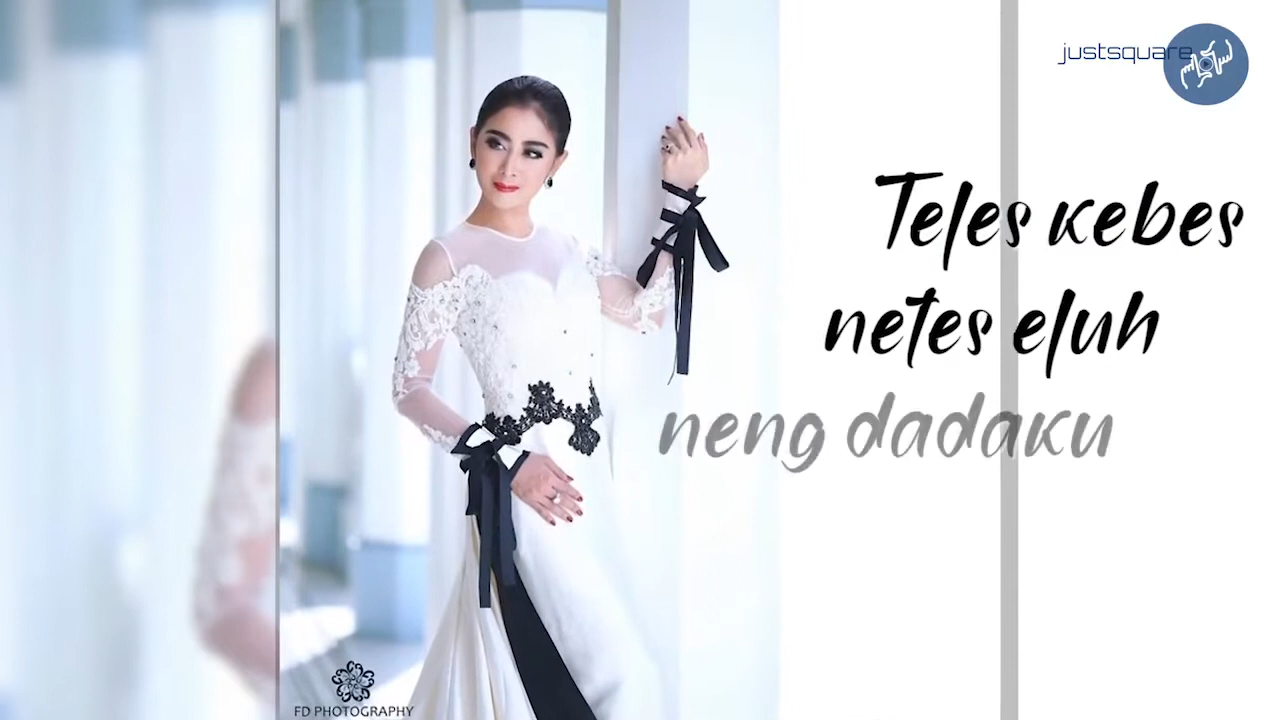 justsquare
Teles kebes
netes eluh
neng dadaku
FD PHOTOGRAPHY